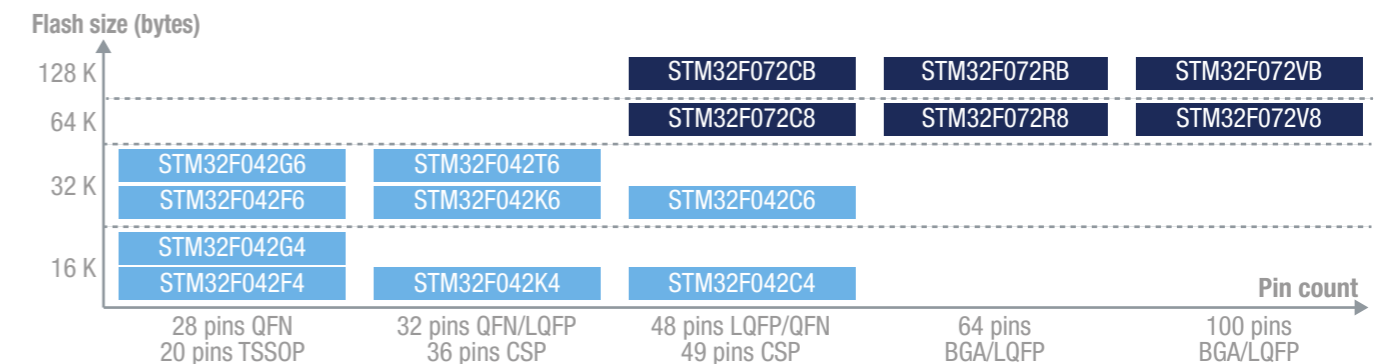 Flash size (bytes)
128 K
STM32F072CB
STM32F072RB
STM32F072VB
64 K
STM32F072C8
STM32F072R8
STM32F072V8
32 K
STM32F042G6
STM32F042T6
STM32F042F6
STM32F042K6
STM32F042C6
16 K
STM32F042G4
STM32F042F4
STM32F042K4
STM32F042C4
Pin count
28 pins QFN
20 pins TSSOP
32 pins QFN/LQFP
36 pins CSP
48 pins LQFP/QFN
49 pins CSP
64 pins
BGA/LQFP
100 pins
BGA/LQFP